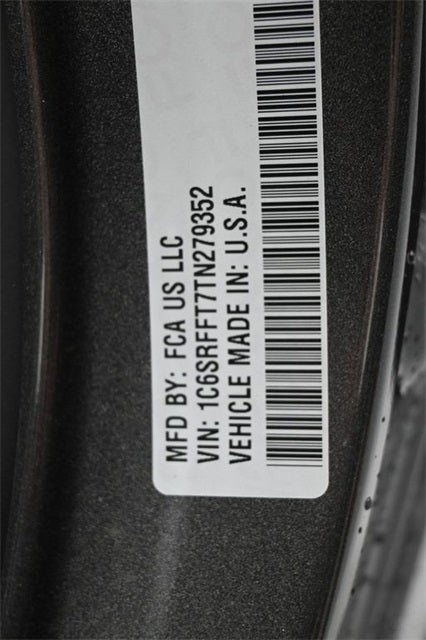 MFD BY: FCA US LLC
VIN: 1C6SRFFT7TN279352
VEHICLE MADE IN: U.S.A.